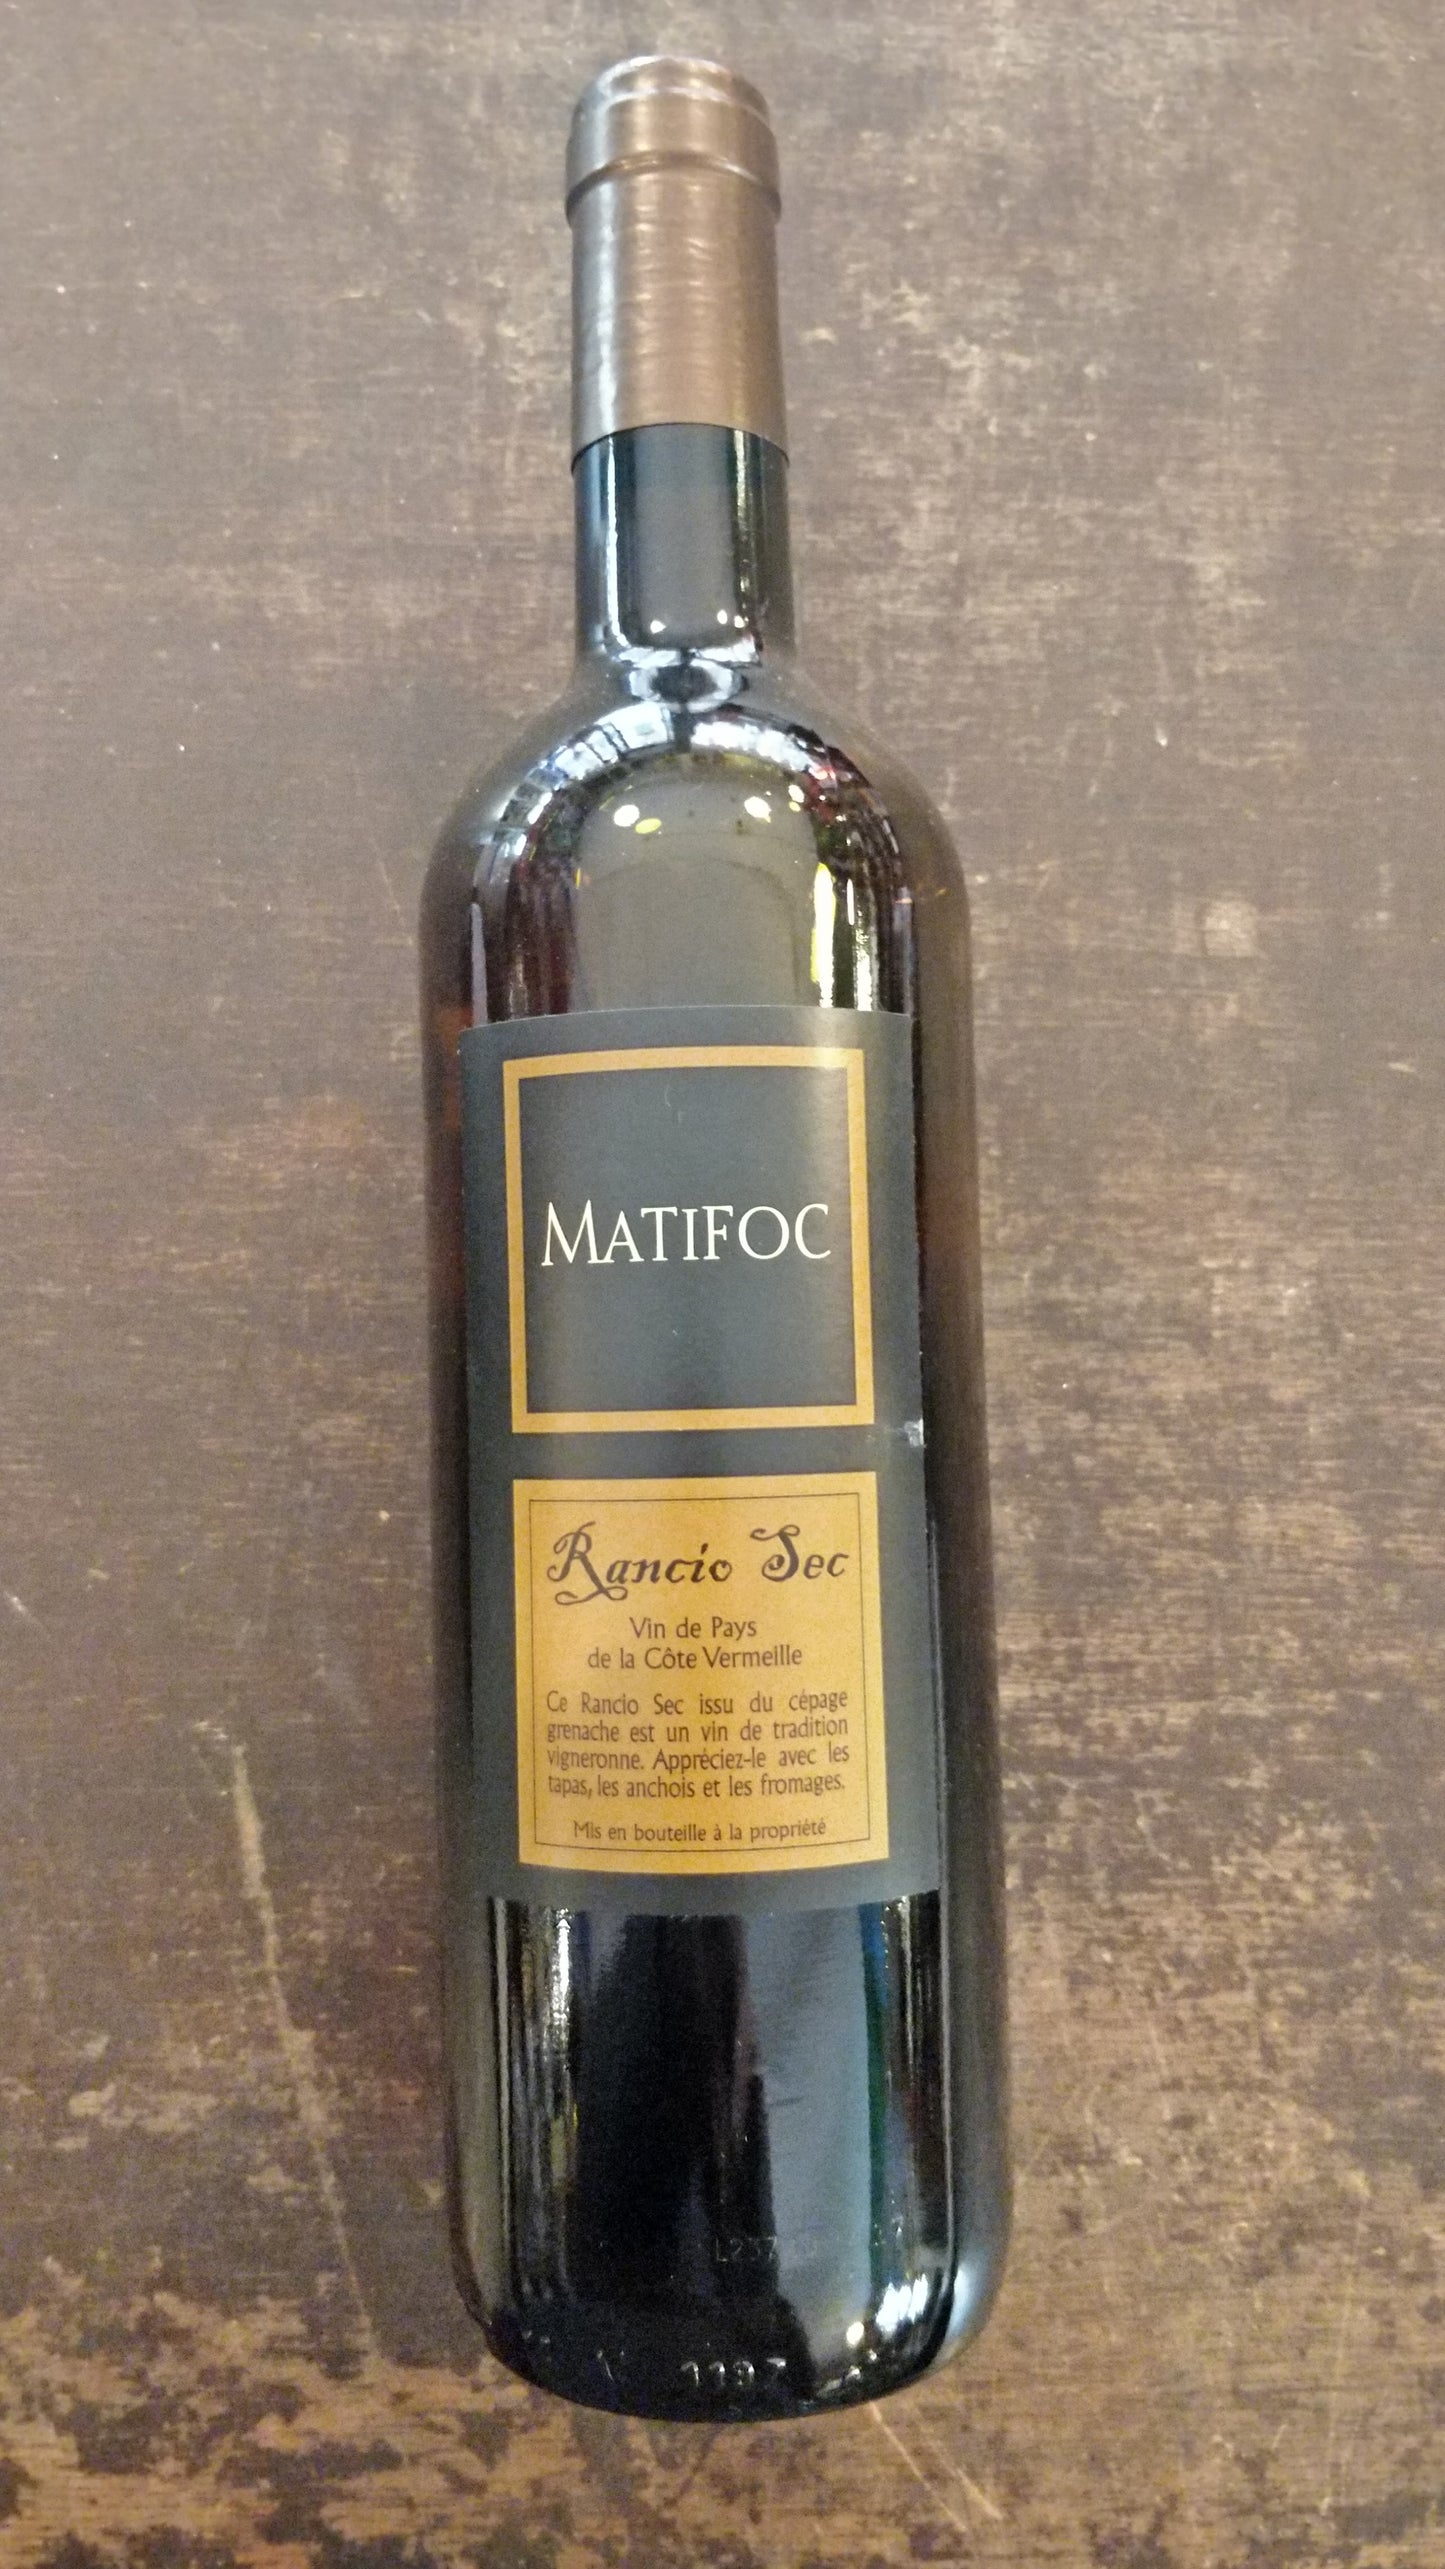 MATIFOC
Rancio Sec
Vin de Pays
de la Côte Vermeille
Ce Rancio Sec issu du cépage
grenache est un vin de tradition
vigneronne. Appréciez-le avec les
tapas, les anchois et les fromages.
Mis en bouteille à la propriété